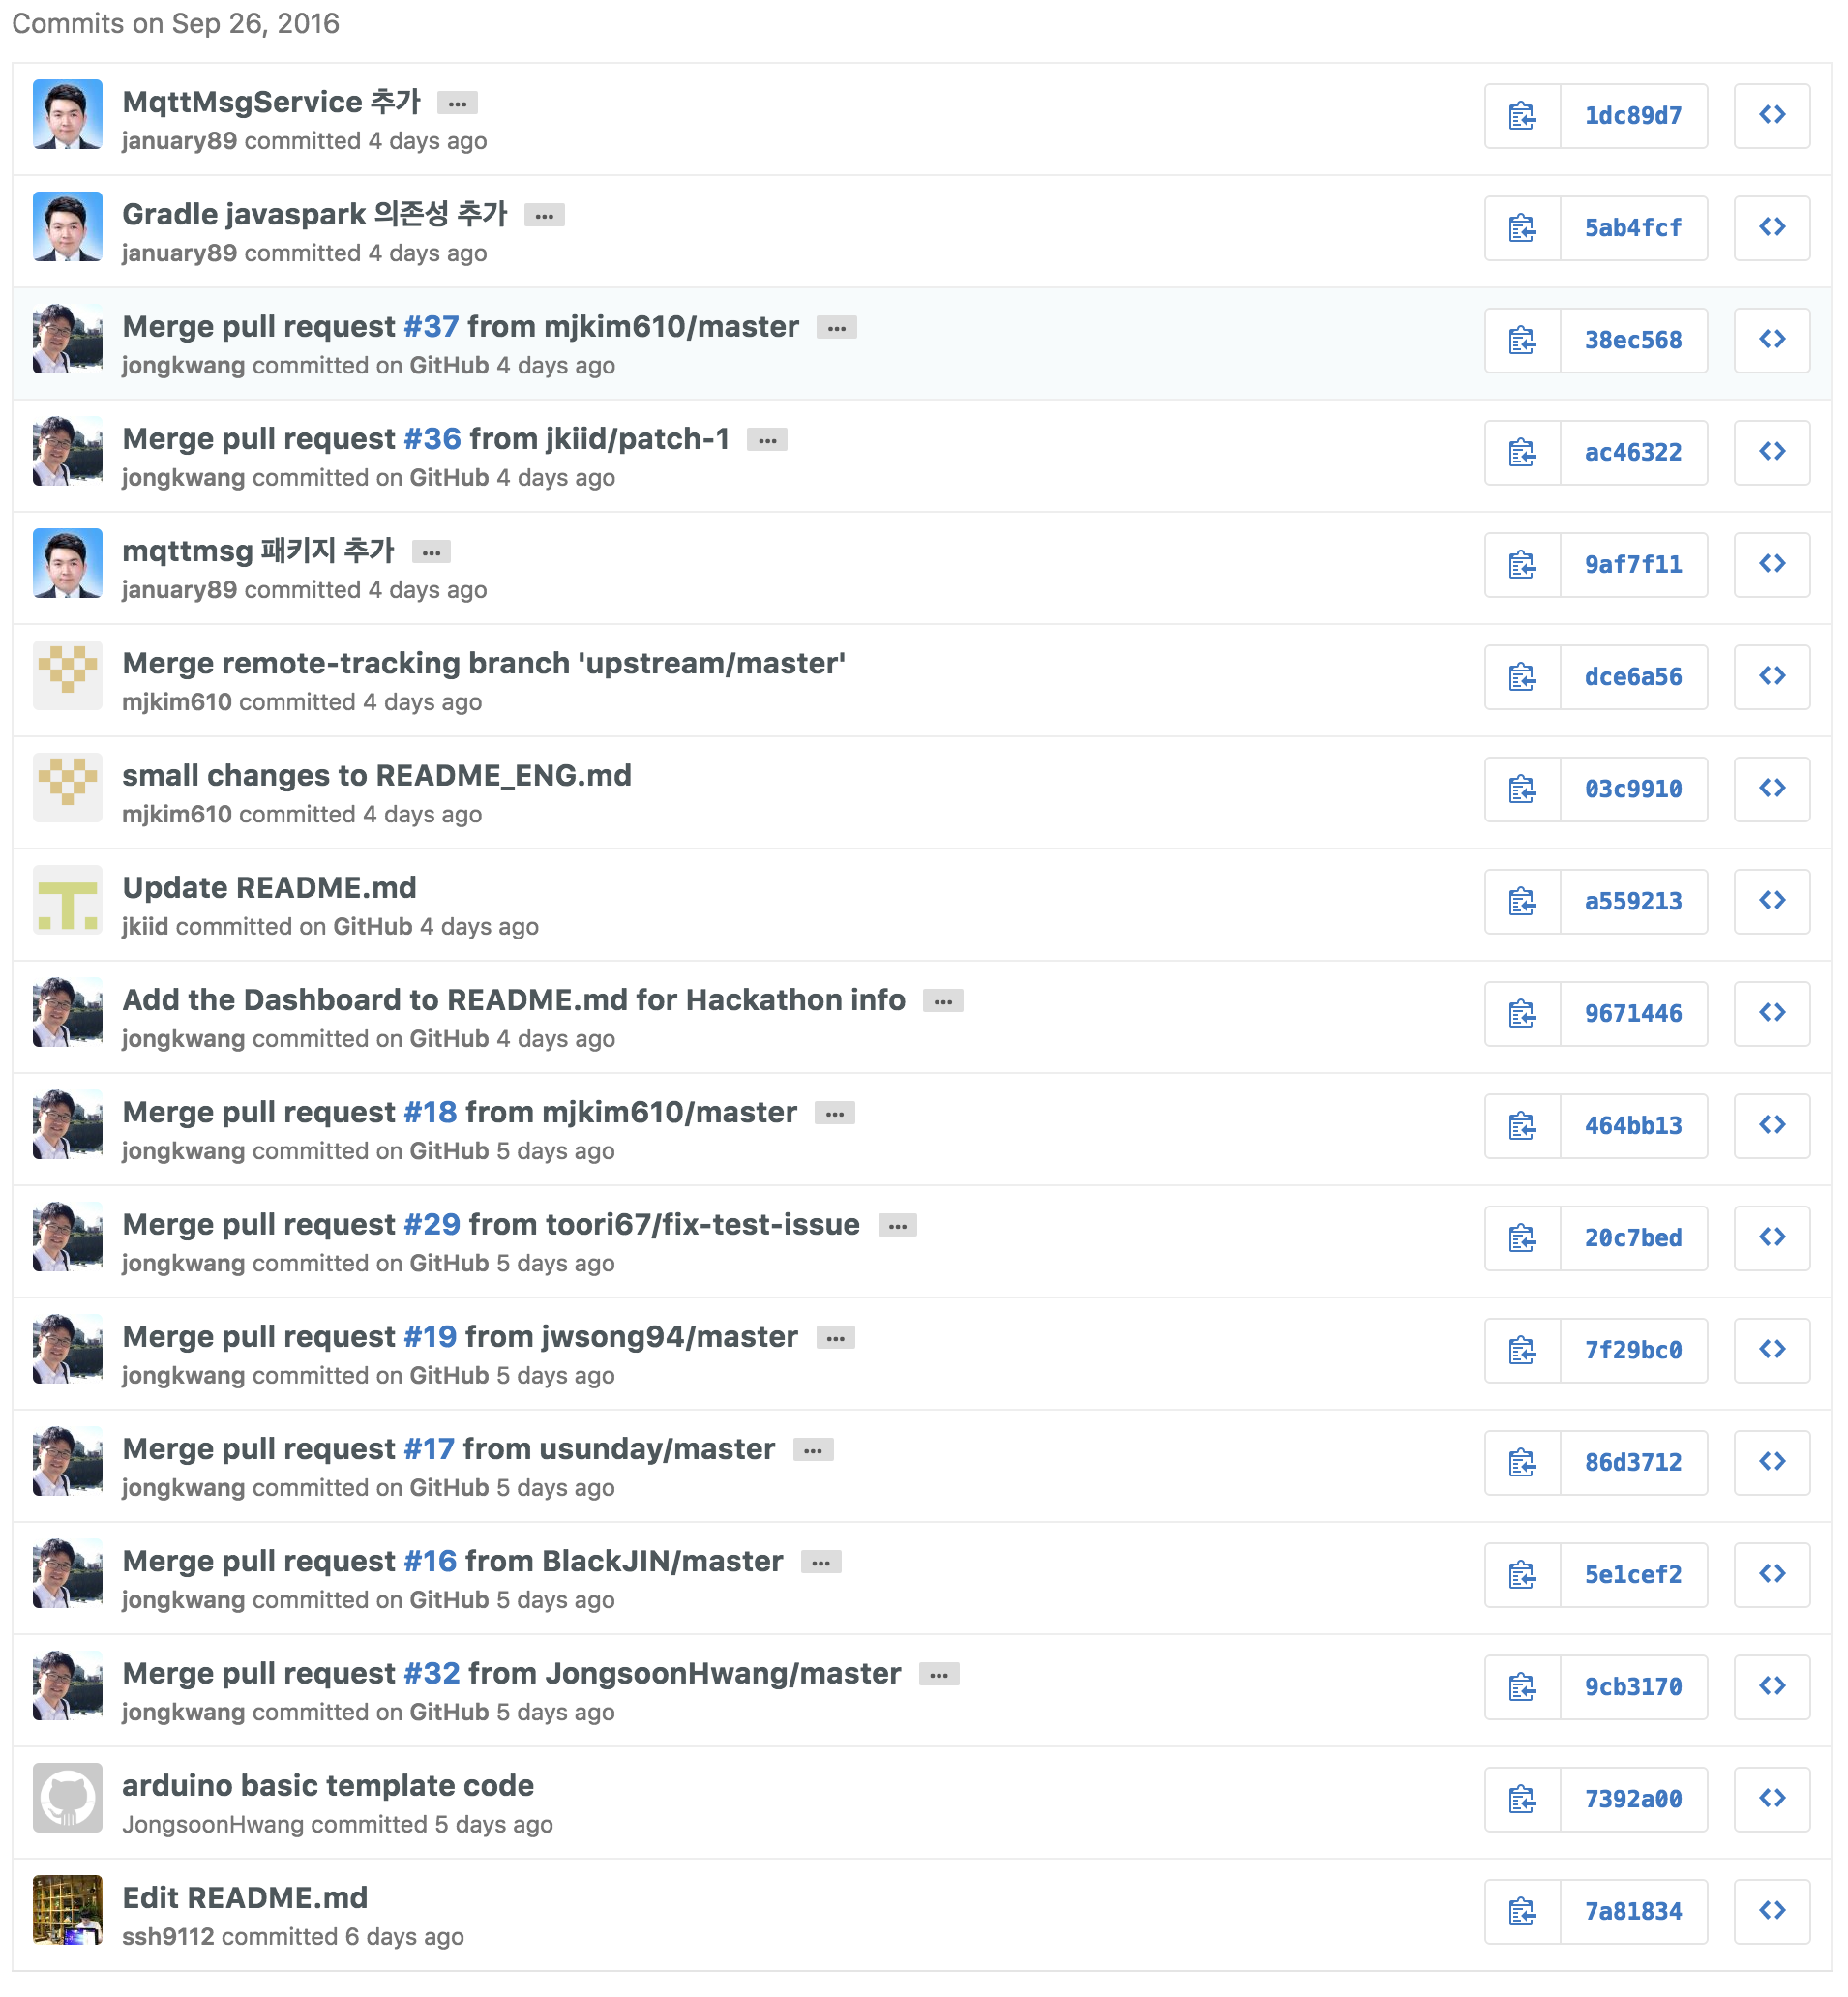 Commits on Sep 26, 2016
MqttMsgService 추가 …
1dc89d7
january89 committed 4 days ago
Gradle javaspark 의존성 추가 …
5ab4fcf
january89 committed 4 days ago
Merge pull request #37 from mjkim610/master …
38ec568
jongkwang committed on GitHub 4 days ago
Merge pull request #36 from jkiid/patch-1 …
ac46322
jongkwang committed on GitHub 4 days ago
mqttmsg 패키지 추가 …
9af7f11
january89 committed 4 days ago
Merge remote-tracking branch 'upstream/master'
dce6a56
mjkim610 committed 4 days ago
small changes to README_ENG.md
03c9910
mjkim610 committed 4 days ago
Update README.md
a559213
jkiid committed on GitHub 4 days ago
Add the Dashboard to README.md for Hackathon info …
9671446
jongkwang committed on GitHub 4 days ago
Merge pull request #18 from mjkim610/master …
464bb13
jongkwang committed on GitHub 5 days ago
Merge pull request #29 from toori67/fix-test-issue …
20c7bed
jongkwang committed on GitHub 5 days ago
Merge pull request #19 from jwsong94/master …
7f29bc0
jongkwang committed on GitHub 5 days ago
Merge pull request #17 from usunday/master …
86d3712
jongkwang committed on GitHub 5 days ago
Merge pull request #16 from BlackJIN/master …
5e1cef2
jongkwang committed on GitHub 5 days ago
Merge pull request #32 from JongsoonHwang/master …
9cb3170
jongkwang committed on GitHub 5 days ago
arduino basic template code
7392a00
JongsoonHwang committed 5 days ago
Edit README.md
7a81834
ssh9112 committed 6 days ago